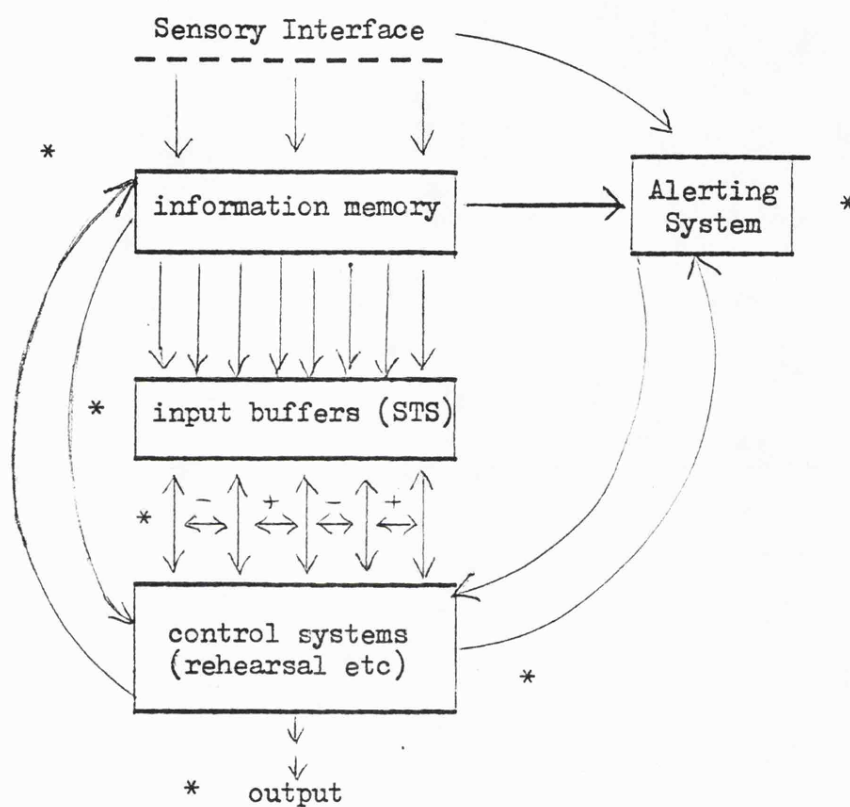 Sensory Interface
*
information memory
Alerting
System
*
input buffers (STS)
*
- + - +
*
control systems
(rehearsal etc)
*
* output